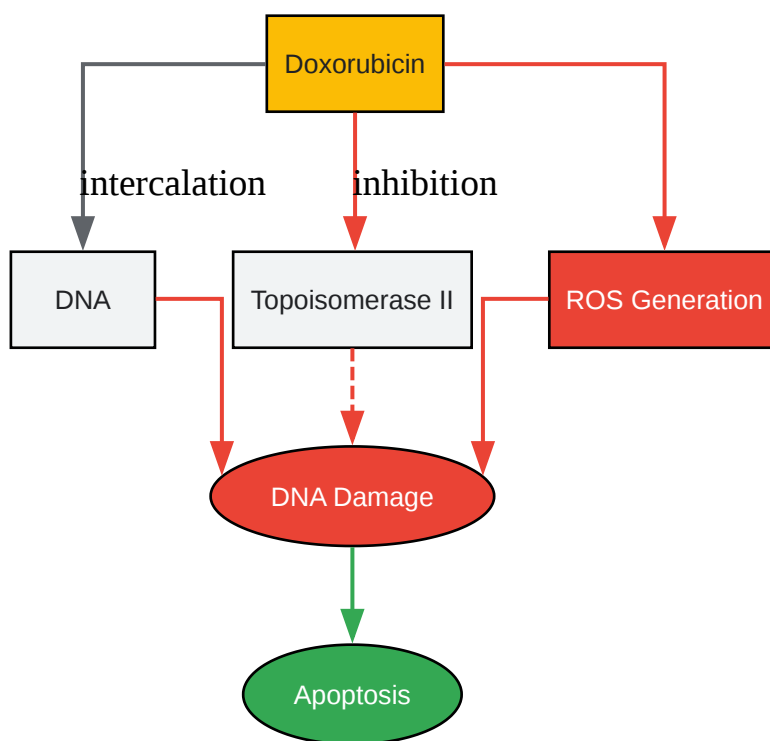 Doxorubicin
intercalation
inhibition
DNA
Topoisomerase II
ROS Generation
DNA Damage
Apoptosis